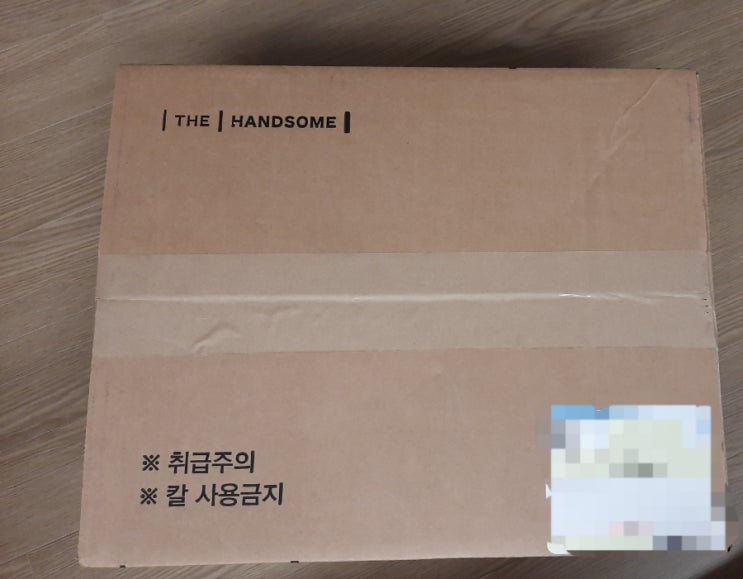 | THE | HANDSOME |
※ 취급주의
※ 칼 사용금지